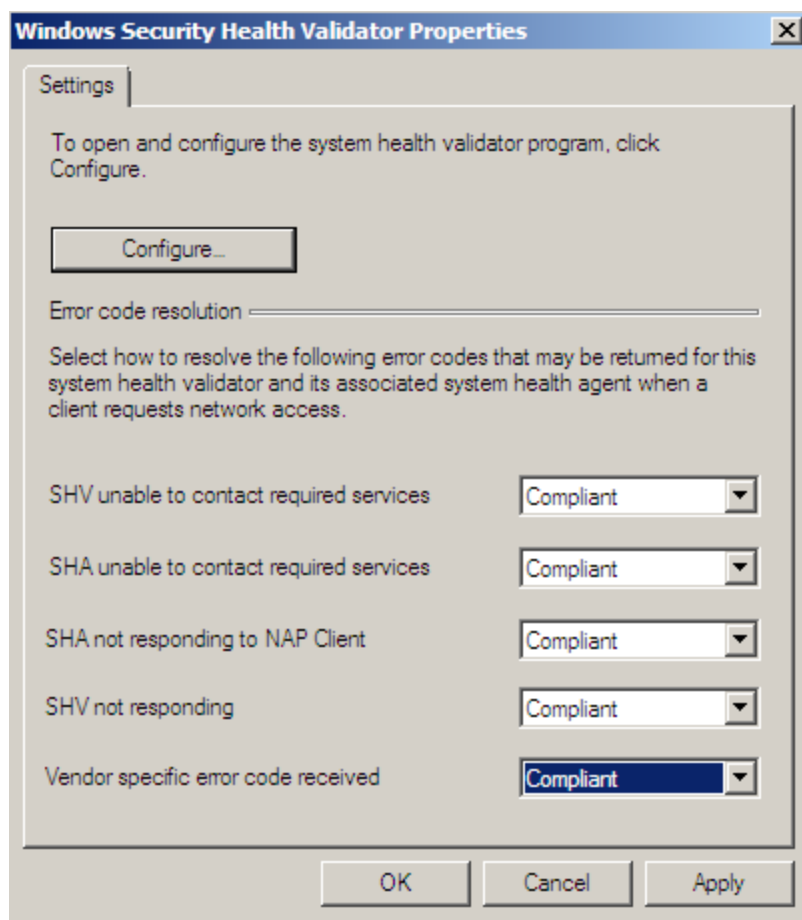 Windows Security Health Validator Properties
Settings
To open and configure the system health validator program, click
Configure.
Configure...
Error code resolution
Select how to resolve the following error codes that may be returned for this
system health validator and its associated system health agent when a
client requests network access.
SHV unable to contact required services Compliant
SHA unable to contact required services Compliant
SHA not responding to NAP Client Compliant
SHV not responding Compliant
Vendor specific error code received Compliant
OK Cancel Apply